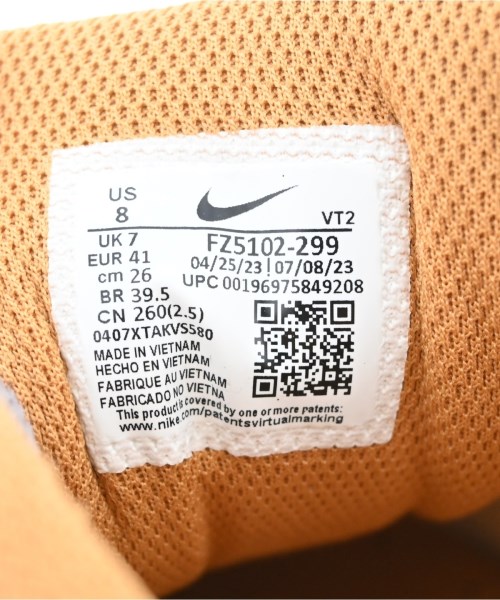 US
8
VT2
UK 7
EUR 41
cm 26
BR 39.5
CN 260(2.5)
FZ5102-299
04/25/23 | 07/08/23
UPC 00196975849208
0407XTAKVS580
MADE IN VIETNAM
HECHO EN VIETNAM
FABRIQUE AU VIETNAM
FABRICADO NO VIETNA
This product is covered by one or more patents:
www.nike.com/patentsvirtualmarking